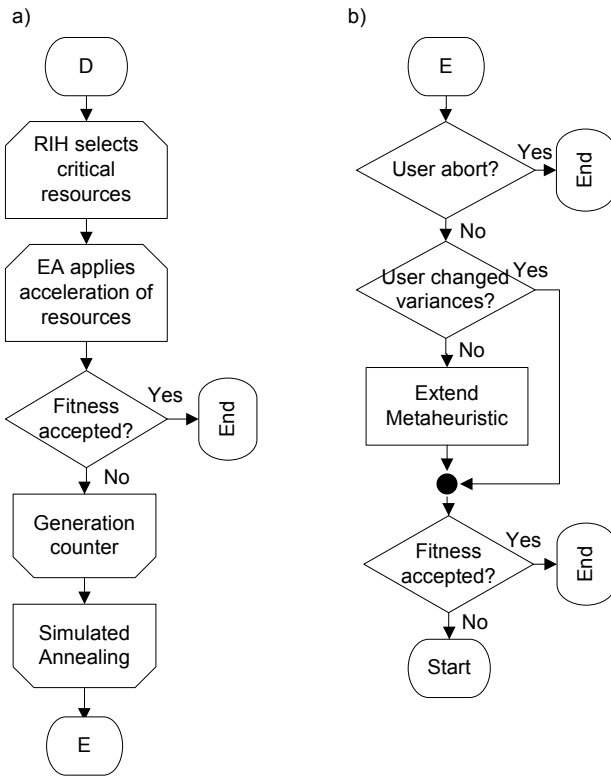 a)
D
RIH selects
critical
resources
EA applies
acceleration of
resources
Fitness
accepted?
Yes
End
No
Generation
counter
Simulated
Annealing
E
b)
E
User abort?
Yes
End
No
User changed
variances?
Yes
No
Extend
Metaheuristic
Fitness
accepted?
Yes
End
No
Start